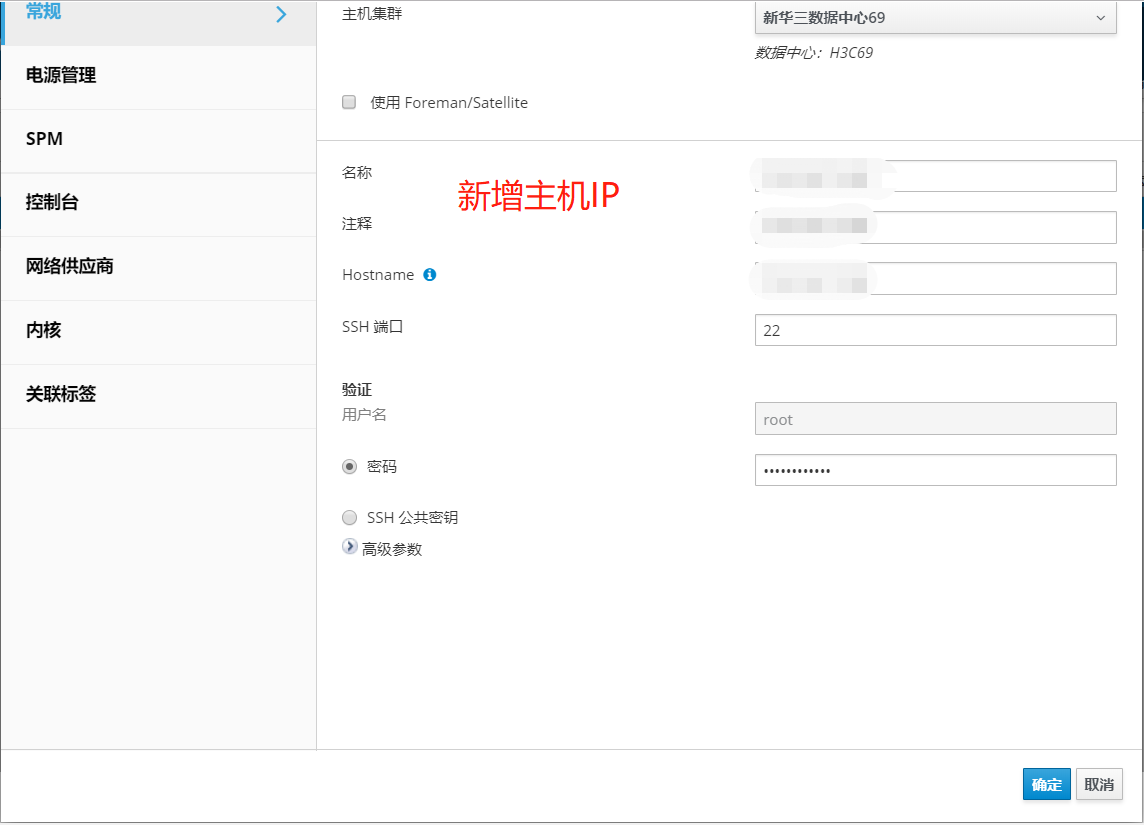 常规
电源管理
SPM
控制台
网络供应商
内核
关联标签
主机集群
新华三数据中心69
数据中心：H3C69
使用 Foreman/Satellite
名称
新增主机IP
注释
Hostname
SSH 端口
22
验证
用户名
root
密码
••••••••••••
SSH 公共密钥
高级参数
确定
取消